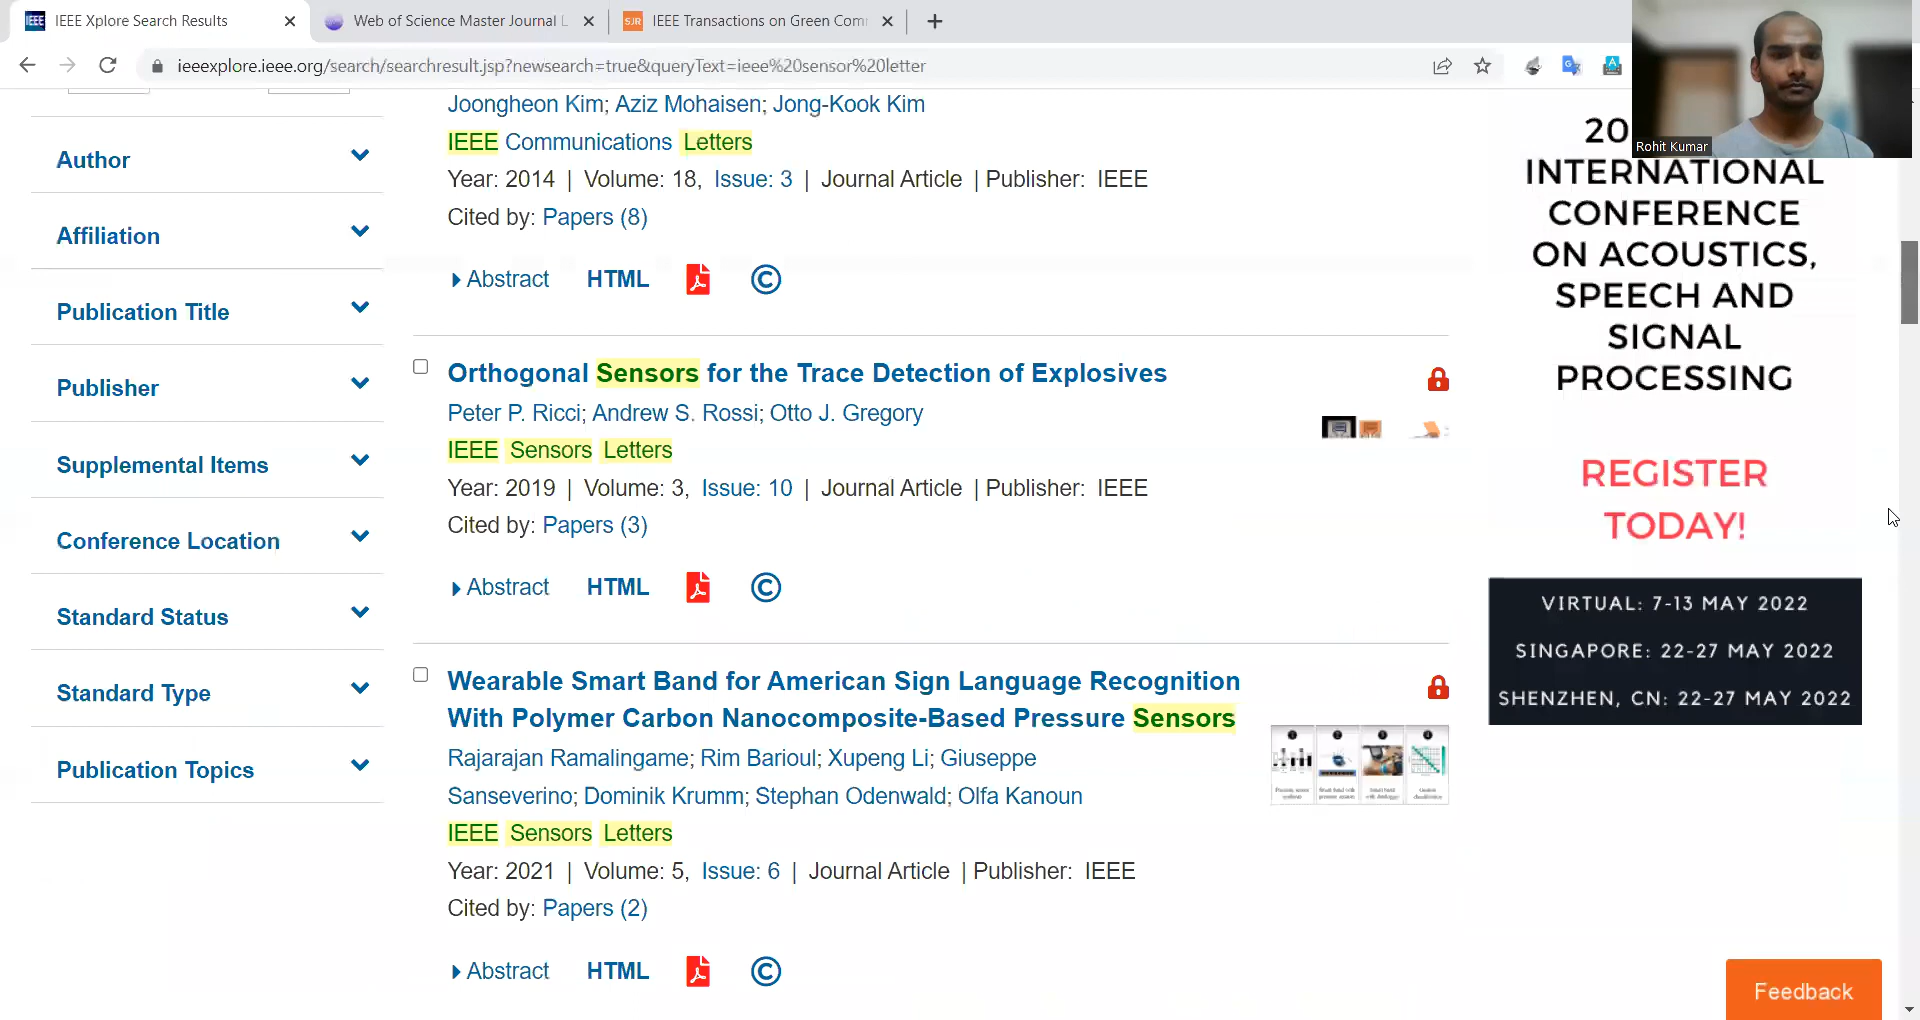 IEEE Xplore Search Results
Web of Science Master Journal L
SJR
IEEE Transactions on Green Com
ieeexplore.ieee.org/search/searchresult.jsp?newsearch=true&queryText=ieee%20sensor%20letter
Rohit Kumar
Author
Affiliation
Publication Title
Publisher
Supplemental Items
Conference Location
Standard Status
Standard Type
Publication Topics
Joongheon Kim; Aziz Mohaisen; Jong-Kook Kim
IEEE Communications Letters
Year: 2014 | Volume: 18, Issue: 3 | Journal Article | Publisher: IEEE
Cited by: Papers (8)
Abstract HTML ©
Orthogonal Sensors for the Trace Detection of Explosives
Peter P. Ricci; Andrew S. Rossi; Otto J. Gregory
IEEE Sensors Letters
Year: 2019 | Volume: 3, Issue: 10 | Journal Article | Publisher: IEEE
Cited by: Papers (3)
Abstract HTML ©
Wearable Smart Band for American Sign Language Recognition
With Polymer Carbon Nanocomposite-Based Pressure Sensors
Rajarajan Ramalingame; Rim Barioul; Xupeng Li; Giuseppe
Sanseverino; Dominik Krumm; Stephan Odenwald; Olfa Kanoun
IEEE Sensors Letters
Year: 2021 | Volume: 5, Issue: 6 | Journal Article | Publisher: IEEE
Cited by: Papers (2)
Abstract HTML ©
20
INTERNATIONAL
CONFERENCE
ON ACOUSTICS,
SPEECH AND
SIGNAL
PROCESSING
REGISTER
TODAY!
VIRTUAL: 7-13 MAY 2022
SINGAPORE: 22-27 MAY 2022
SHENZHEN, CN: 22-27 MAY 2022
Feedback